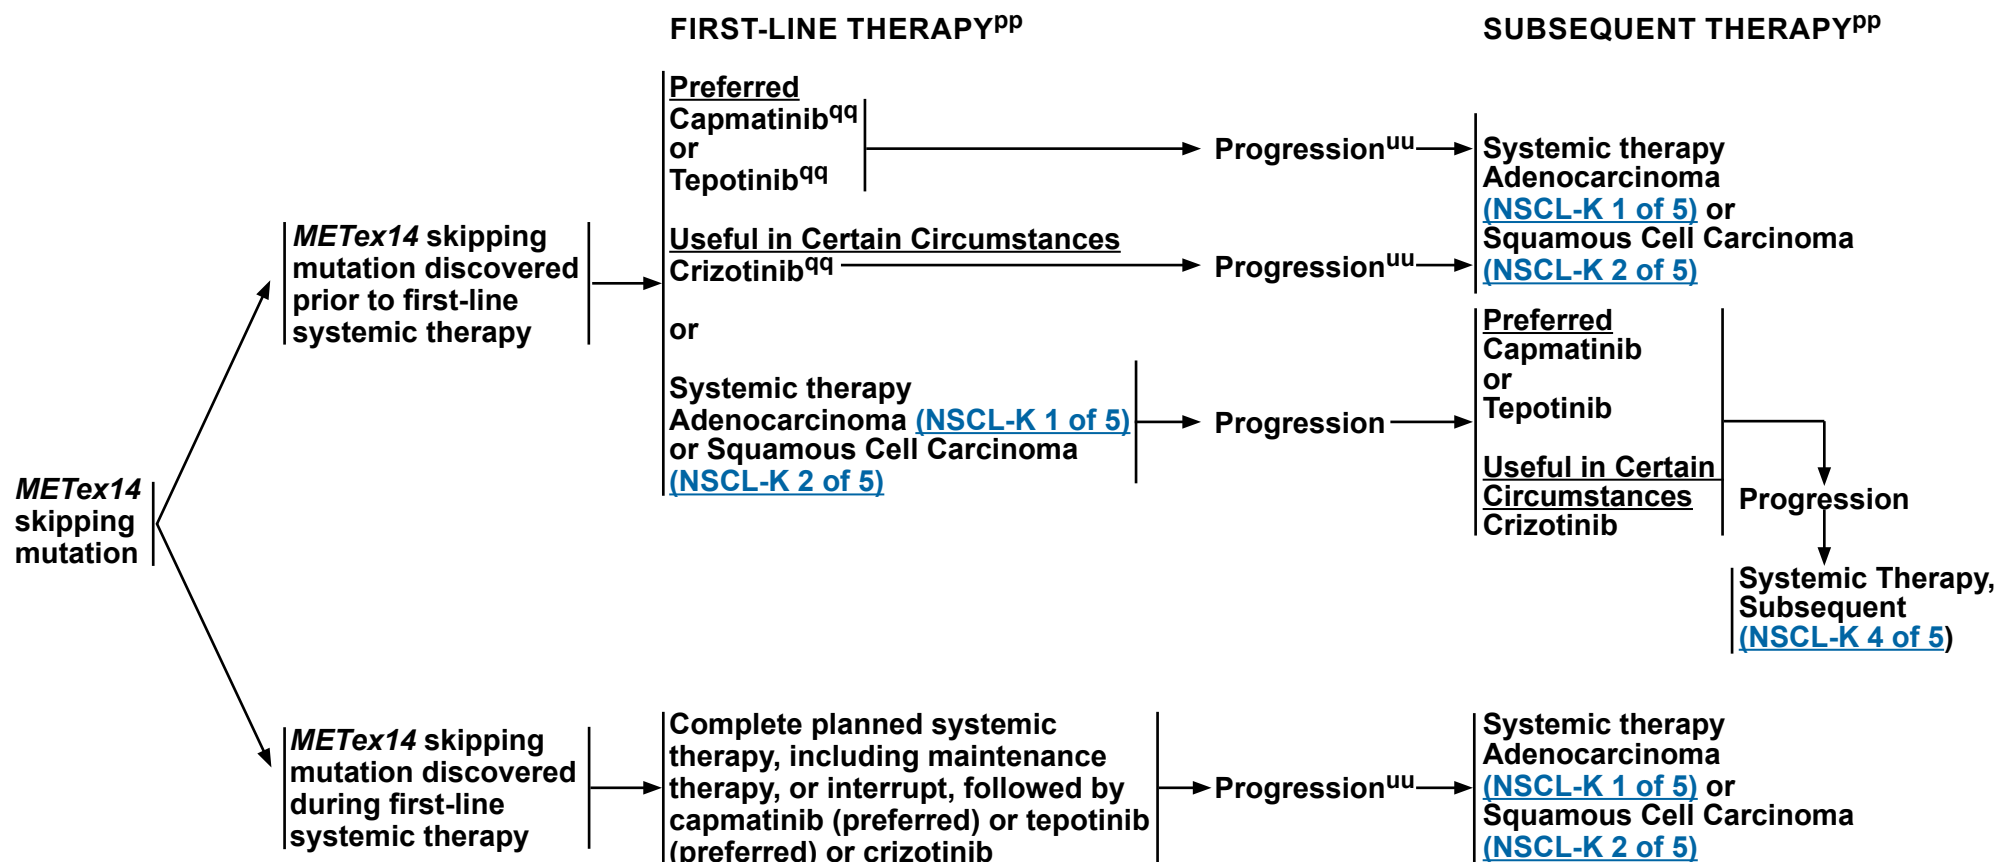 FIRST-LINE THERAPYpp
SUBSEQUENT THERAPYpp
METex14
skipping
mutation
METex14 skipping
mutation discovered
prior to first-line
systemic therapy
Preferred
Capmatinibqq
or
Tepotinibqq
Progressionuu
Useful in Certain Circumstances
Crizotinibqq
Progressionuu
Systemic therapy
Adenocarcinoma
(NSCL-K 1 of 5) or
Squamous Cell Carcinoma
(NSCL-K 2 of 5)
or
Systemic therapy
Adenocarcinoma (NSCL-K 1 of 5)
or Squamous Cell Carcinoma
(NSCL-K 2 of 5)
Progression
Preferred
Capmatinib
or
Tepotinib
Useful in Certain
Circumstances
Crizotinib
Progression
Systemic Therapy,
Subsequent
(NSCL-K 4 of 5)
METex14 skipping
mutation discovered
during first-line
systemic therapy
Complete planned systemic
therapy, including maintenance
therapy, or interrupt, followed by
capmatinib (preferred) or tepotinib
(preferred) or crizotinib
Progressionuu
Systemic therapy
Adenocarcinoma
(NSCL-K 1 of 5) or
Squamous Cell Carcinoma
(NSCL-K 2 of 5)